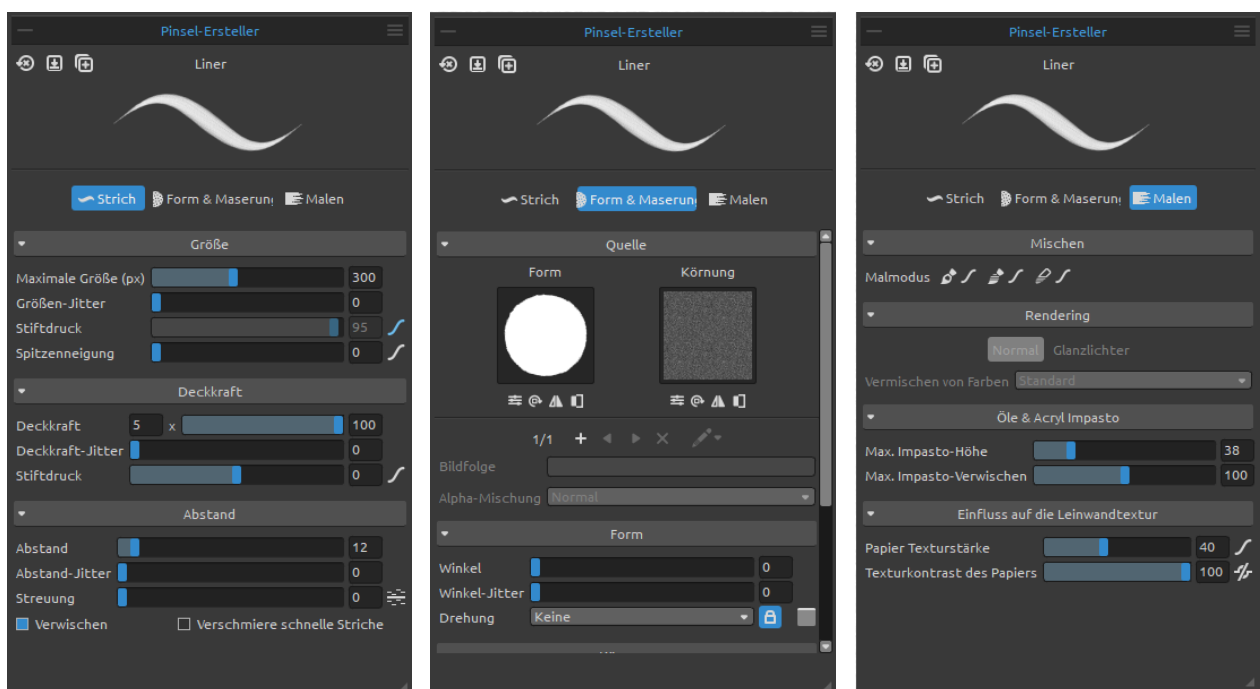 Pinsel-Ersteller
Liner
Strich Form & Maserun Malen
Größe
Maximale Größe (px) 300
Größen-Jitter 0
Stiftdruck 95
Spitzenneigung 0
Deckkraft
Deckkraft 5 x 100
Deckkraft-Jitter 0
Stiftdruck 0
Abstand
Abstand 12
Abstand-Jitter 0
Streuung 0
Verwischen Verschmiere schnelle Striche
Pinsel-Ersteller
Liner
Strich Form & Maserun Malen
Quelle
Form Körnung
1/1
Bildfolge
Alpha-Mischung Normal
Form
Winkel 0
Winkel-Jitter 0
Drehung Keine
Pinsel-Ersteller
Liner
Strich Form & Maserun Malen
Mischen
Malmodus
Rendering
Normal Glanzlichter
Vermischen von Farben Standard
Öle & Acryl Impasto
Max. Impasto-Höhe 38
Max. Impasto-Verwischen 100
Einfluss auf die Leinwandtextur
Papier Texturstärke 40
Texturkontrast des Papiers 100